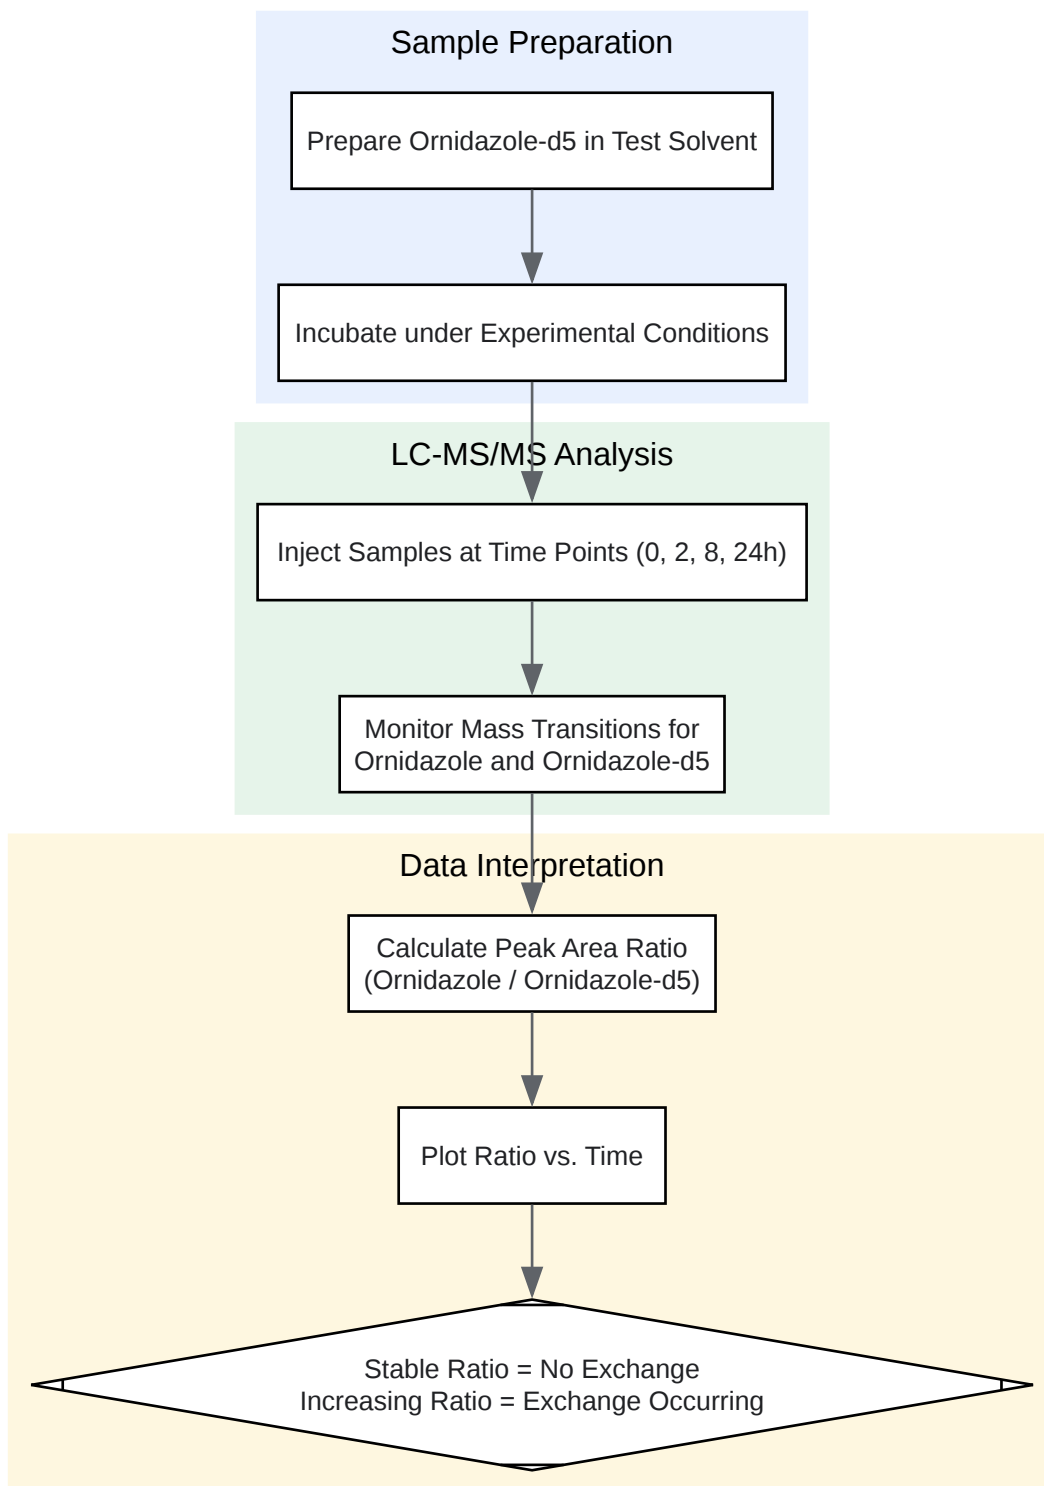 Sample Preparation
Prepare Ornidazole-d5 in Test Solvent
Incubate under Experimental Conditions
LC-MS/MS Analysis
Inject Samples at Time Points (0, 2, 8, 24h)
Monitor Mass Transitions for
Ornidazole and Ornidazole-d5
Data Interpretation
Calculate Peak Area Ratio
(Ornidazole / Ornidazole-d5)
Plot Ratio vs. Time
Stable Ratio = No Exchange
Increasing Ratio = Exchange Occurring